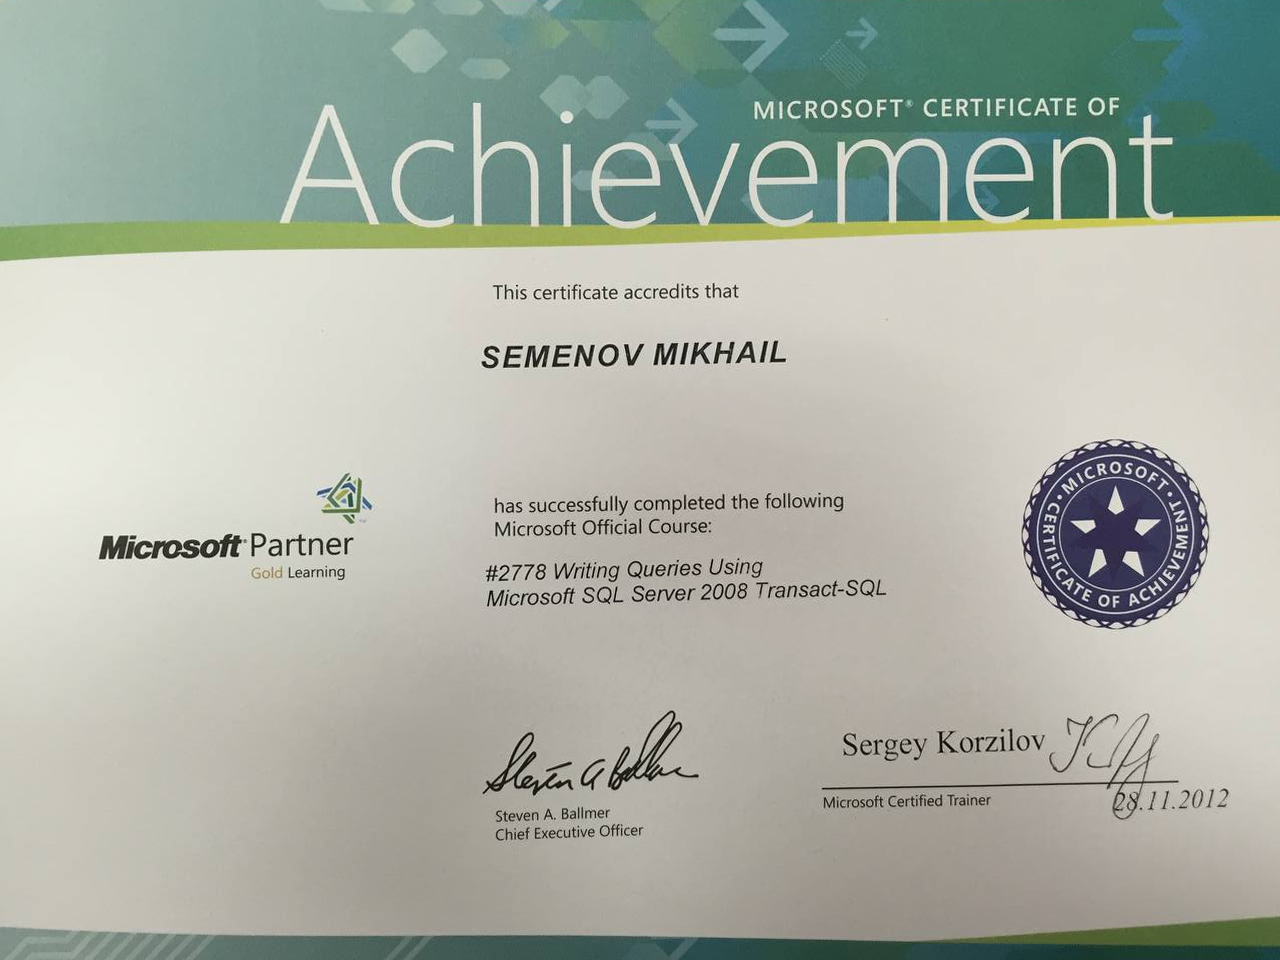 MICROSOFT® CERTIFICATE OF
Achievement
This certificate accredits that
SEMENOV MIKHAIL
has successfully completed the following
Microsoft Official Course:
#2778 Writing Queries Using
Microsoft SQL Server 2008 Transact-SQL
Microsoft Partner
Gold Learning
MICROSOFT • CERTIFICATE OF ACHIEVEMENT •
Steven A Ballmer
Steven A. Ballmer
Chief Executive Officer
Sergey Korzilov
Microsoft Certified Trainer
28.11.2012